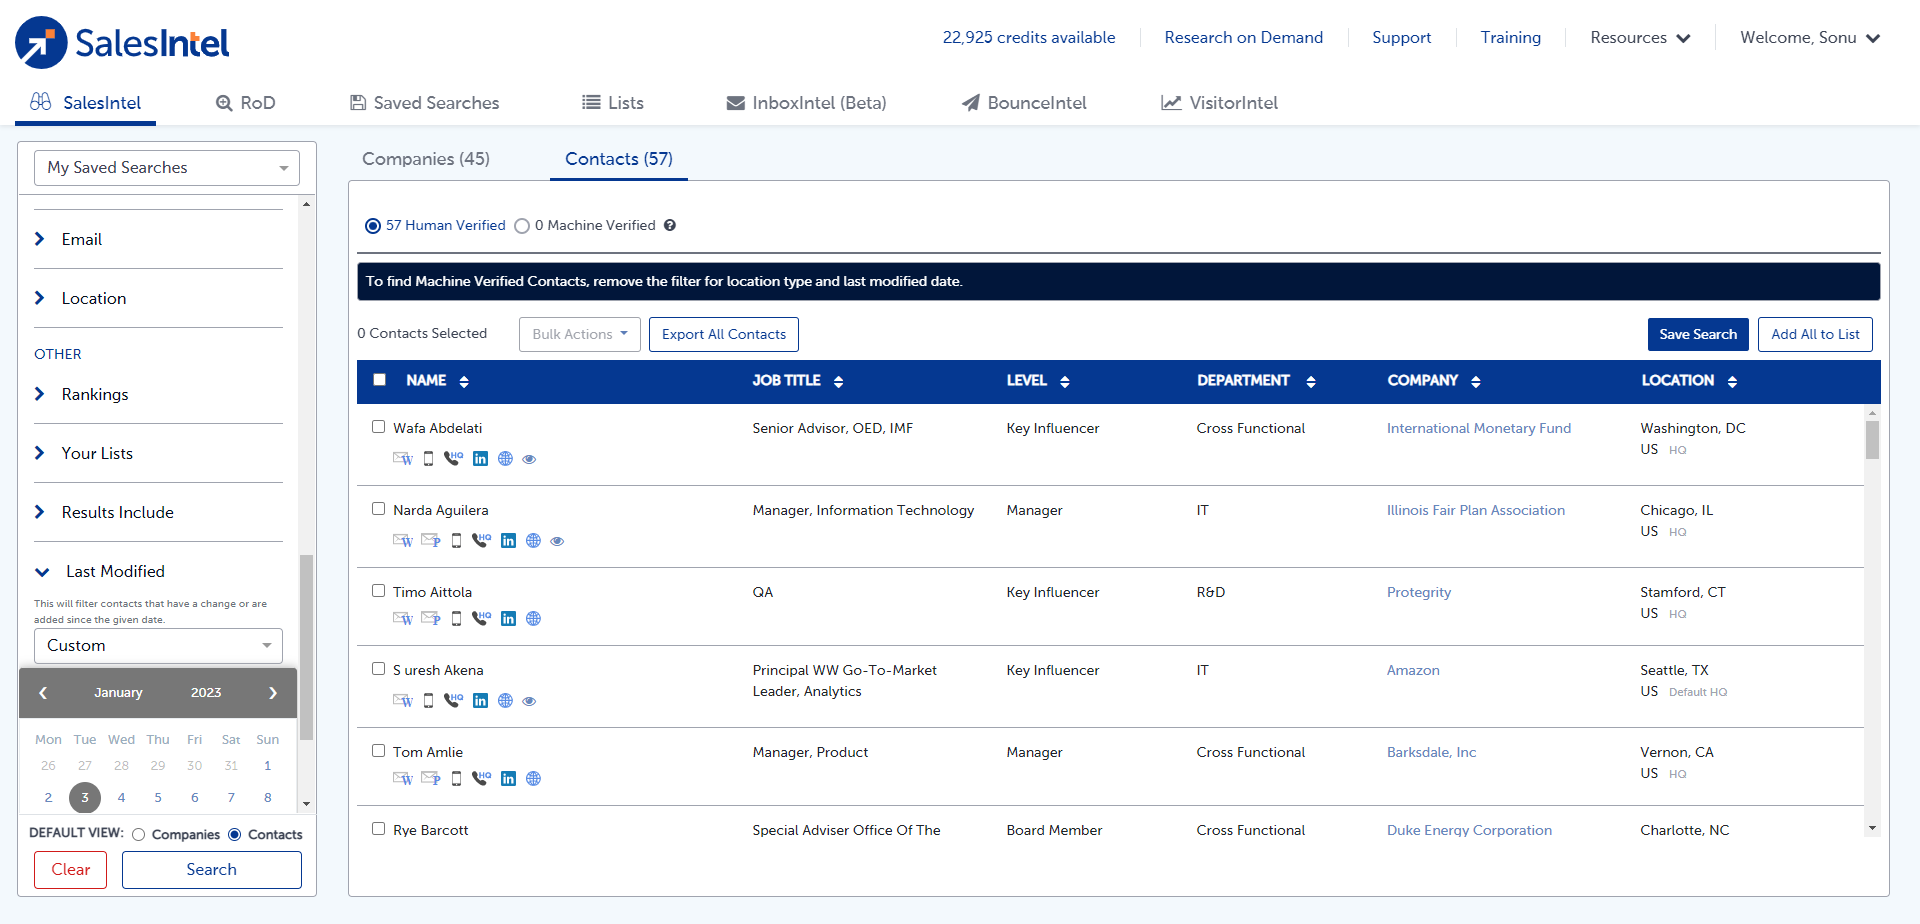 SalesIntel
22,925 credits available
Research on Demand
Support
Training
Resources
Welcome, Sonu
SalesIntel
RoD
Saved Searches
Lists
InboxIntel (Beta)
BounceIntel
VisitorIntel
My Saved Searches
Email
Location
OTHER
Rankings
Your Lists
Results Include
Last Modified
This will filter contacts that have a change or are
added since the given date.
Custom
January 2023
Mon Tue Wed Thu Fri Sat Sun
26 27 28 29 30 31 1
2 3 4 5 6 7 8
DEFAULT VIEW: Companies Contacts
Clear
Search
Companies (45)
Contacts (57)
57 Human Verified
0 Machine Verified
?
To find Machine Verified Contacts, remove the filter for location type and last modified date.
0 Contacts Selected
Bulk Actions
Export All Contacts
Save Search
Add All to List
NAME JOB TITLE LEVEL DEPARTMENT COMPANY LOCATION
Wafa Abdelati Senior Advisor, OED, IMF Key Influencer Cross Functional International Monetary Fund Washington, DC
US HQ
W HQ in
Narda Aguilera Manager, Information Technology Manager IT Illinois Fair Plan Association Chicago, IL
US HQ
W P HQ in
Timo Aittola QA Key Influencer R&D Protegrity Stamford, CT
US HQ
W P HQ in
S uresh Akena Principal WW Go-To-Market Key Influencer IT Amazon Seattle, TX
Leader, Analytics US Default HQ
W HQ in
Tom Amlie Manager, Product Manager Cross Functional Barksdale, Inc Vernon, CA
US HQ
W P HQ in
Rye Barcott Special Adviser Office Of The Board Member Cross Functional Duke Energy Corporation Charlotte, NC